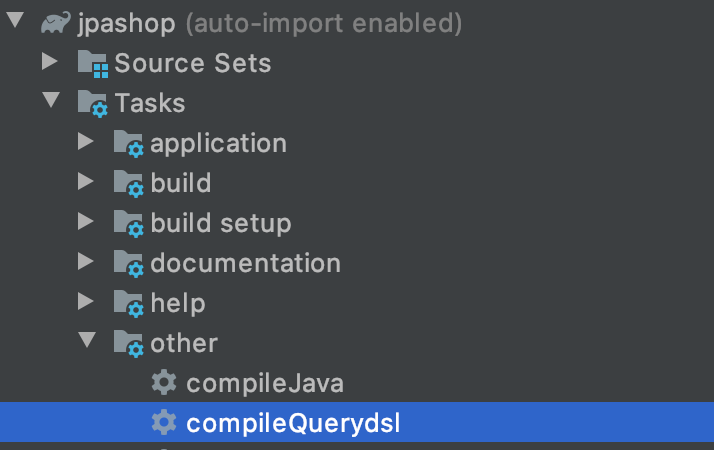 jpashop (auto-import enabled)
Source Sets
Tasks
application
build
build setup
documentation
help
other
compileJava
compileQuerydsl